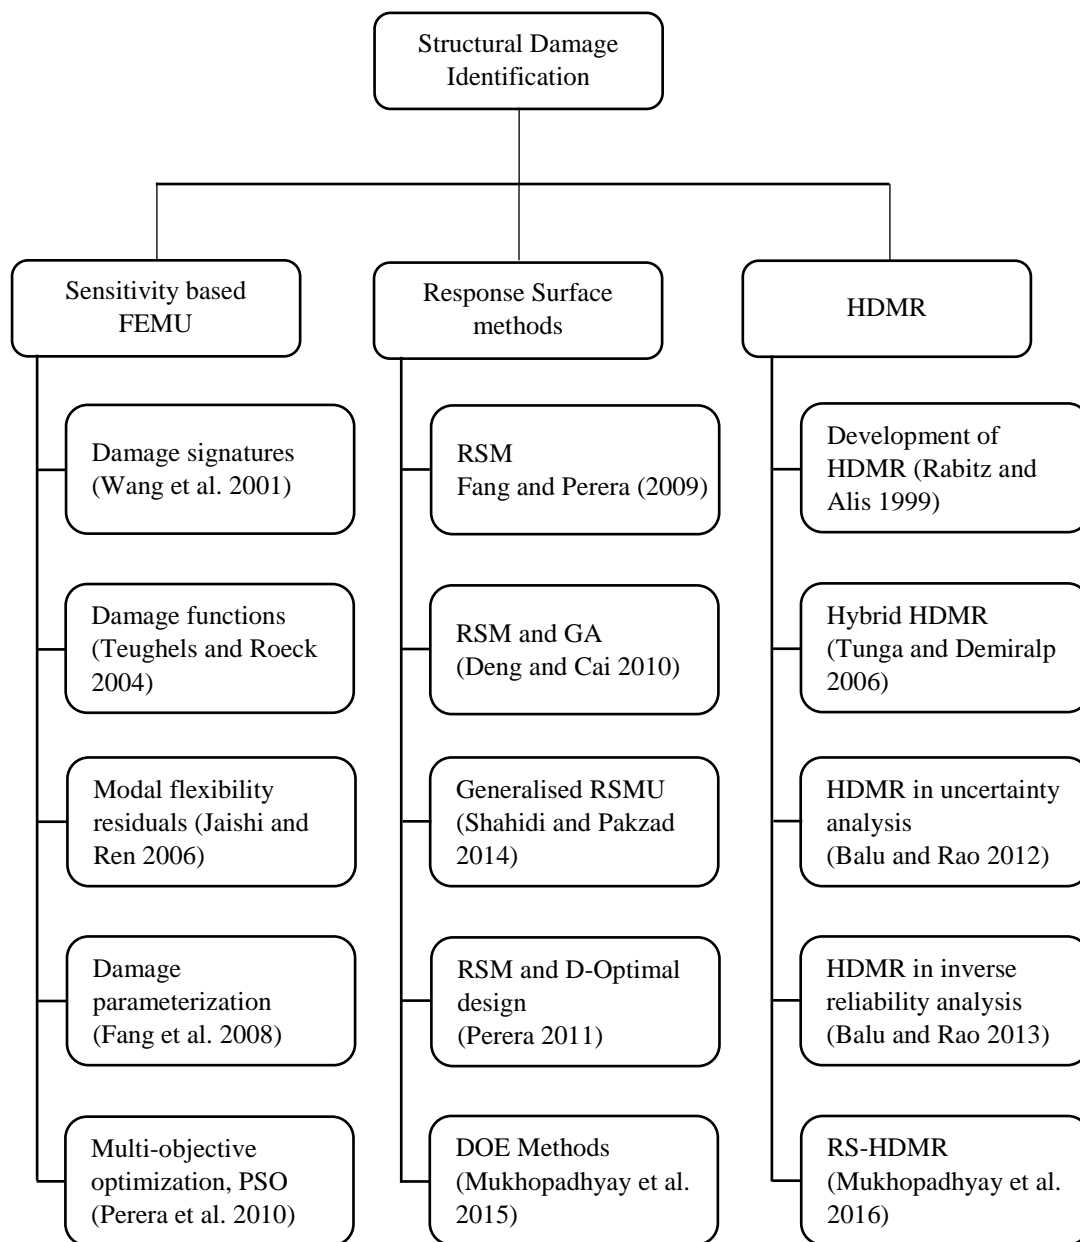 Structural Damage
Identification
Sensitivity based
FEMU
Damage signatures
(Wang et al. 2001)
Damage functions
(Teughels and Roeck
2004)
Modal flexibility
residuals (Jaishi and
Ren 2006)
Damage
parameterization
(Fang et al. 2008)
Multi-objective
optimization, PSO
(Perera et al. 2010)
Response Surface
methods
RSM
Fang and Perera (2009)
RSM and GA
(Deng and Cai 2010)
Generalised RSMU
(Shahidi and Pakzad
2014)
RSM and D-Optimal
design
(Perera 2011)
DOE Methods
(Mukhopadhyay et al.
2015)
HDMR
Development of
HDMR (Rabitz and
Alis 1999)
Hybrid HDMR
(Tunga and Demiralp
2006)
HDMR in uncertainty
analysis
(Balu and Rao 2012)
HDMR in inverse
reliability analysis
(Balu and Rao 2013)
RS-HDMR
(Mukhopadhyay et al.
2016)